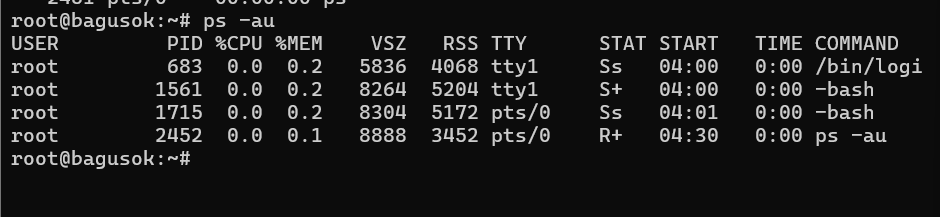 root@bagusok:~# ps -au
USER         PID %CPU %MEM    VSZ   RSS TTY      STAT START   TIME COMMAND
root         683  0.0  0.2   5836  4068 tty1     Ss   04:00   0:00 /bin/logi
root        1561  0.0  0.2   8264  5204 tty1     S+   04:00   0:00 -bash
root        1715  0.0  0.2   8304  5172 pts/0    Ss   04:01   0:00 -bash
root        2452  0.0  0.1   8888  3452 pts/0    R+   04:30   0:00 ps -au
root@bagusok:~#